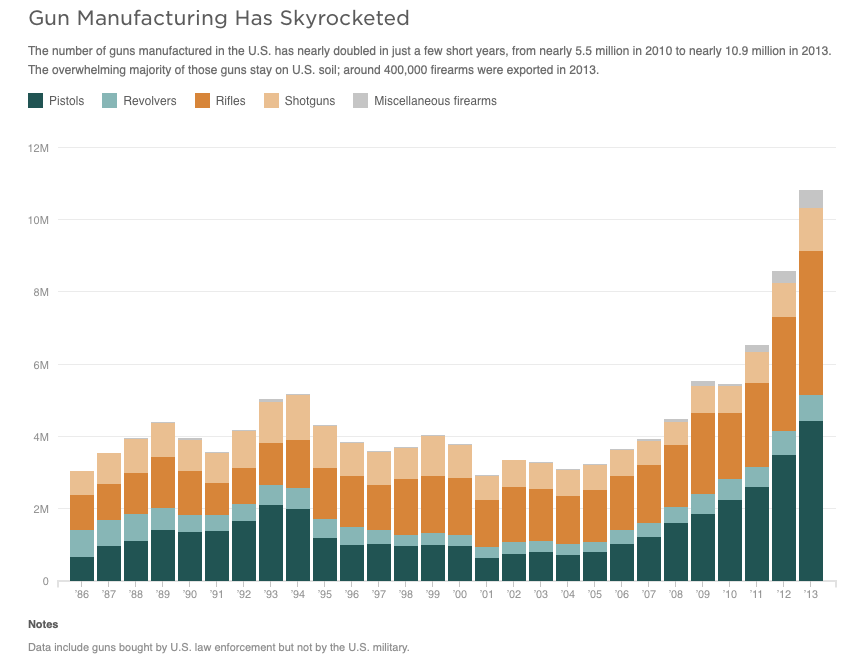 Gun Manufacturing Has Skyrocketed
The number of guns manufactured in the U.S. has nearly doubled in just a few short years, from nearly 5.5 million in 2010 to nearly 10.9 million in 2013.
The overwhelming majority of those guns stay on U.S. soil; around 400,000 firearms were exported in 2013.
Pistols Revolvers Rifles Shotguns Miscellaneous firearms
12M
10M
8M
6M
4M
2M
0
'86 '87 '88 '89 '90 '91 '92 '93 '94 '95 '96 '97 '98 '99 '00 '01 '02 '03 '04 '05 '06 '07 '08 '09 '10 '11 '12 '13
Notes
Data include guns bought by U.S. law enforcement but not by the U.S. military.